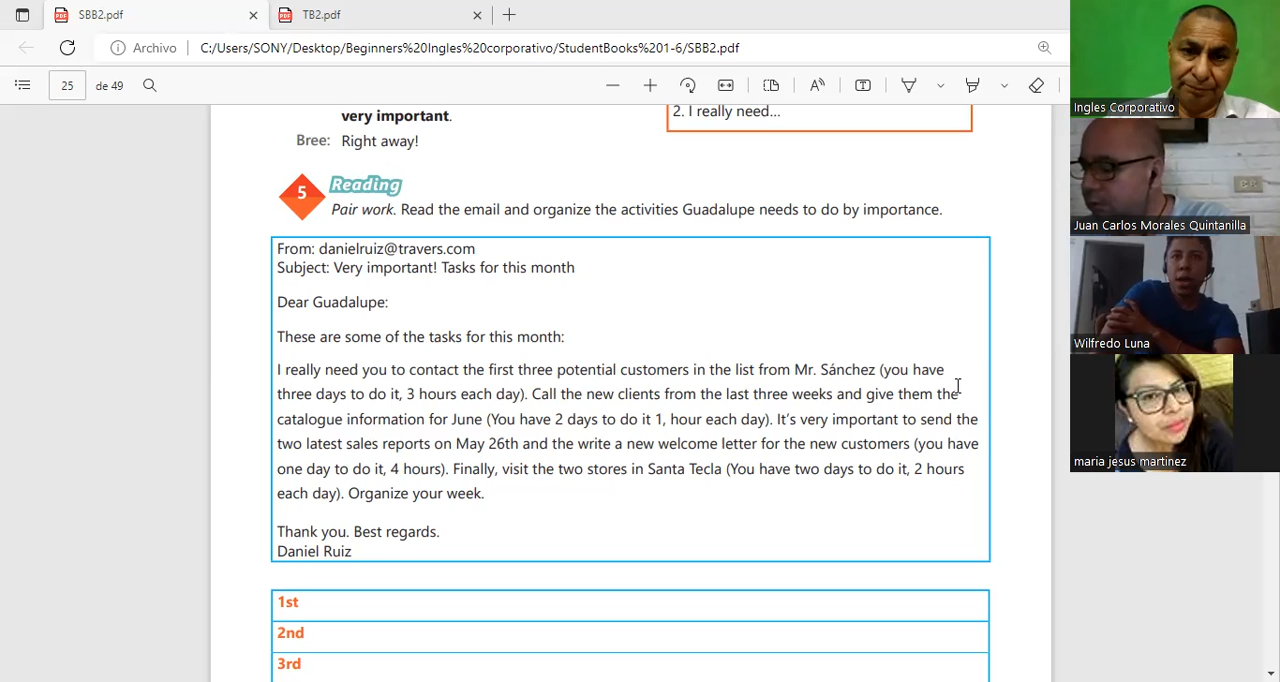 SBB2.pdf
TB2.pdf
Archivo
C:/Users/SONY/Desktop/Beginners%20Ingles%20corporativo/StudentBooks%201-6/SBB2.pdf
25
de 49
very important.
2. I really need...
Bree: Right away!
5
Reading
Pair work. Read the email and organize the activities Guadalupe needs to do by importance.
From: danielruiz@travers.com
Subject: Very important! Tasks for this month
Dear Guadalupe:
These are some of the tasks for this month:
I really need you to contact the first three potential customers in the list from Mr. Sánchez (you have
three days to do it, 3 hours each day). Call the new clients from the last three weeks and give them the
catalogue information for June (You have 2 days to do it 1, hour each day). It's very important to send the
two latest sales reports on May 26th and the write a new welcome letter for the new customers (you have
one day to do it, 4 hours). Finally, visit the two stores in Santa Tecla (You have two days to do it, 2 hours
each day). Organize your week.
Thank you. Best regards.
Daniel Ruiz
1st
2nd
3rd
Ingles Corporativo
Juan Carlos Morales Quintanilla
Wilfredo Luna
maria jesus martinez